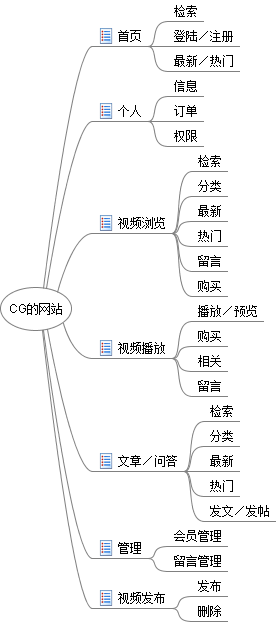 检索
首页
登陆／注册
最新／热门
信息
个人
订单
权限
检索
分类
最新
视频浏览
热门
留言
购买
CG的网站
播放／预览
购买
视频播放
相关
留言
检索
分类
文章／问答
最新
热门
发文／发帖
会员管理
管理
留言管理
发布
视频发布
删除